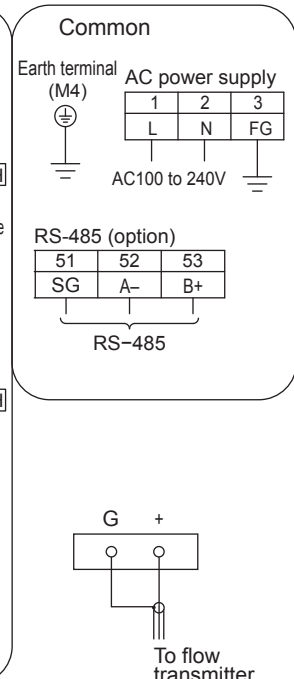 Common
Earth terminal
(M4)
AC power supply
1 2 3
L N FG
AC100 to 240V
RS-485 (option)
51 52 53
SG A− B+
RS−485
G +
To flow
transmitter